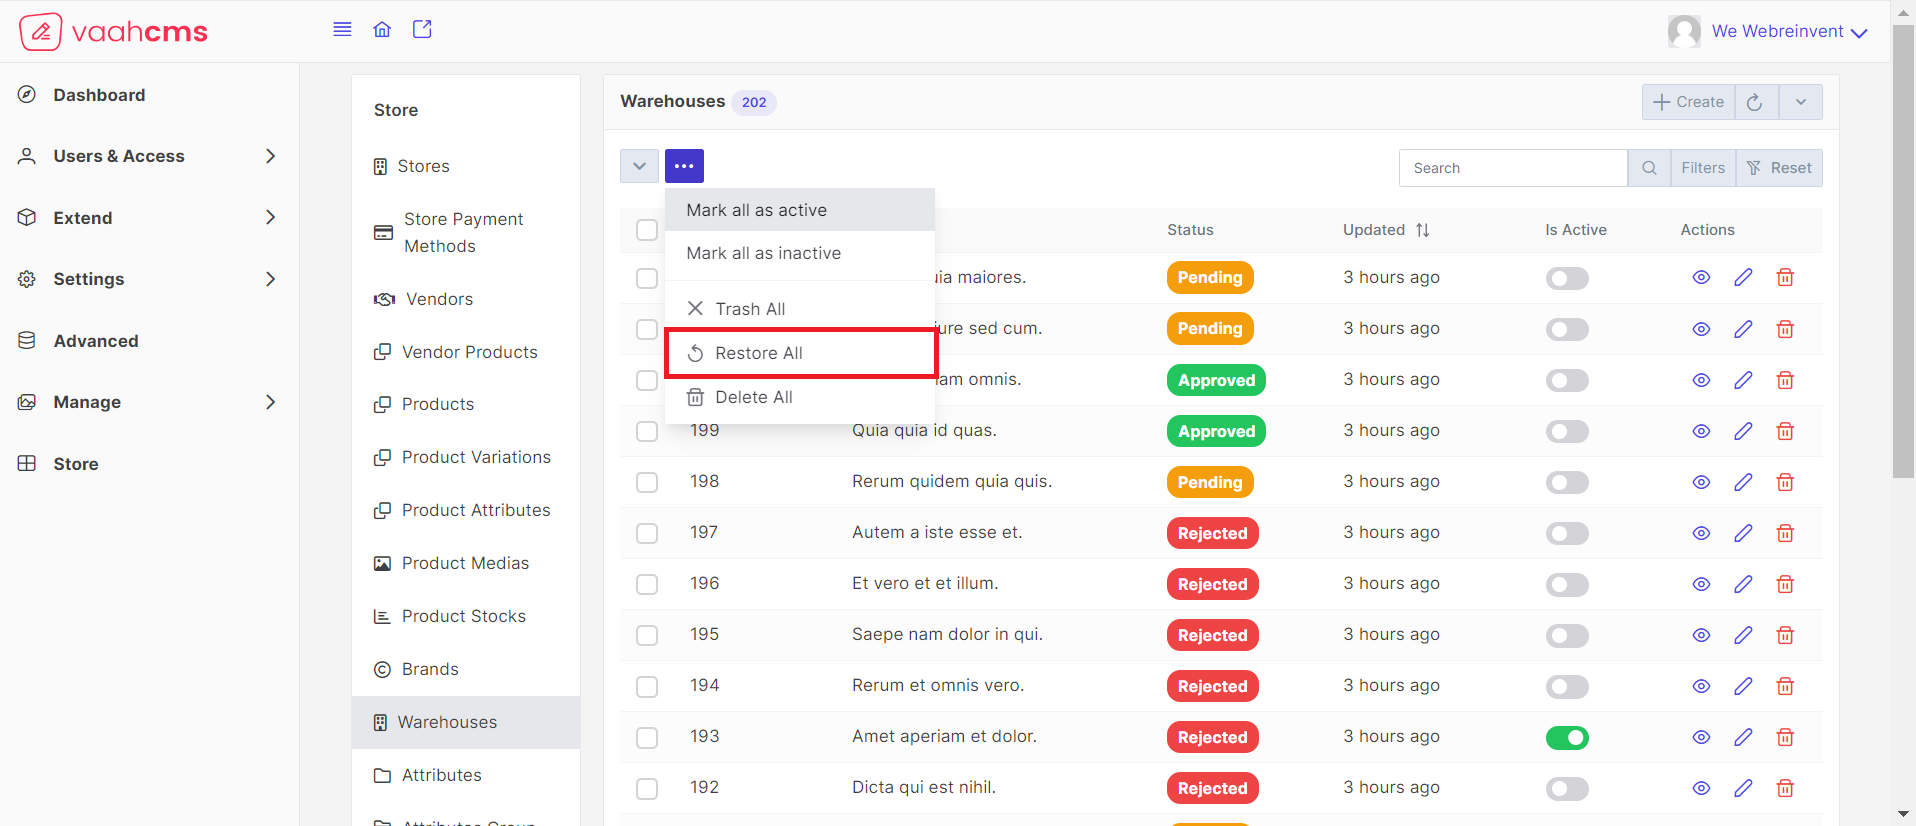 vaahcms
We Webreinvent
Dashboard
Users & Access
Extend
Settings
Advanced
Manage
Store
Store
Stores
Store Payment
Methods
Vendors
Vendor Products
Products
Product Variations
Product Attributes
Product Medias
Product Stocks
Brands
Warehouses
Attributes
Attributes Group
Warehouses 202
Create
Search
Filters
Reset
Mark all as active
Mark all as inactive
Trash All
Restore All
Delete All
Status Updated Is Active Actions
uia maiores. Pending 3 hours ago
iure sed cum. Pending 3 hours ago
am omnis. Approved 3 hours ago
199 Quia quia id quas. Approved 3 hours ago
198 Rerum quidem quia quis. Pending 3 hours ago
197 Autem a iste esse et. Rejected 3 hours ago
196 Et vero et et illum. Rejected 3 hours ago
195 Saepe nam dolor in qui. Rejected 3 hours ago
194 Rerum et omnis vero. Rejected 3 hours ago
193 Amet aperiam et dolor. Rejected 3 hours ago
192 Dicta qui est nihil. Rejected 3 hours ago